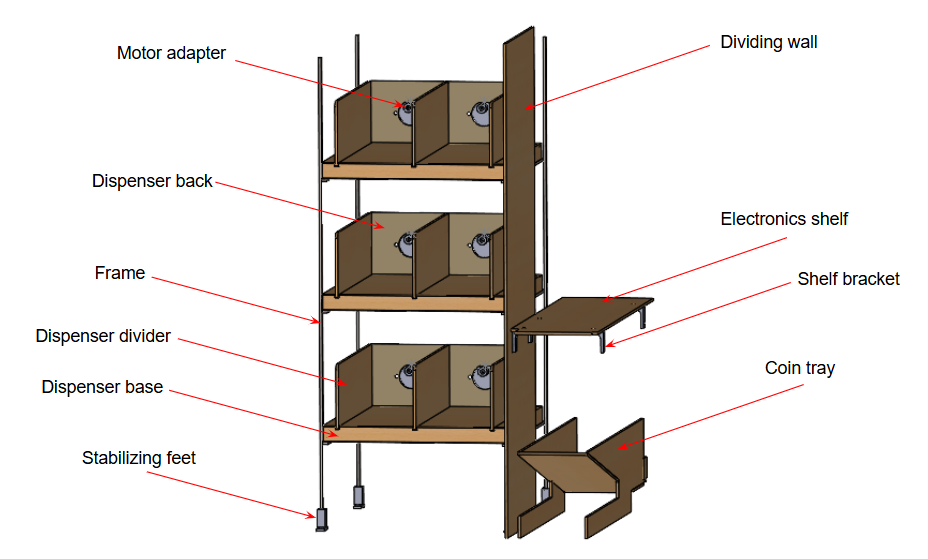 Motor adapter
Dividing wall
Dispenser back
Electronics shelf
Frame
Shelf bracket
Dispenser divider
Coin tray
Dispenser base
Stabilizing feet